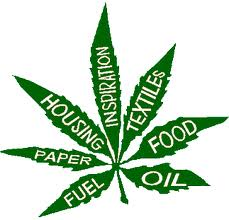 INSPIRATION
HOUSING
TEXTILES
PAPER
FOOD
FUEL
OIL